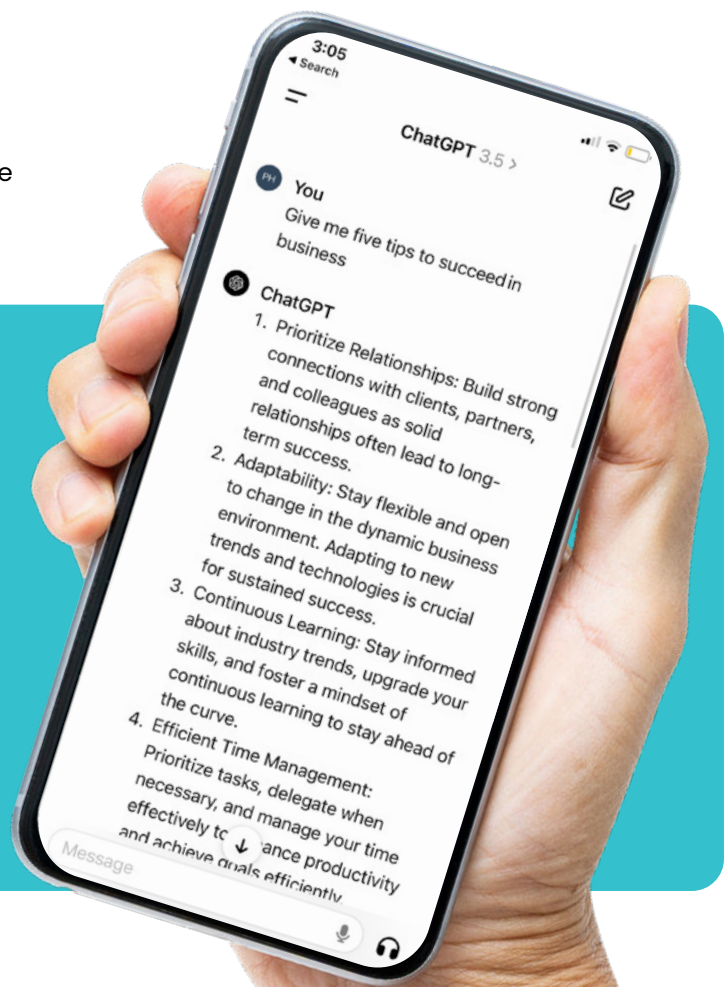 3:05
◀ Search
ChatGPT 3.5 >
e
PH
You
Give me five tips to succeed in
business
ChatGPT
1. Prioritize Relationships: Build strong
connections with clients, partners,
and colleagues as solid
relationships often lead to long-
term success.
2. Adaptability: Stay flexible and open
to change in the dynamic business
environment. Adapting to new
trends and technologies is crucial
for sustained success.
3. Continuous Learning: Stay informed
about industry trends, upgrade your
skills, and foster a mindset of
continuous learning to stay ahead of
the curve.
4. Efficient Time Management:
Prioritize tasks, delegate when
necessary, and manage your time
effectively to ance productivity
and achieve goals efficiently.
Message